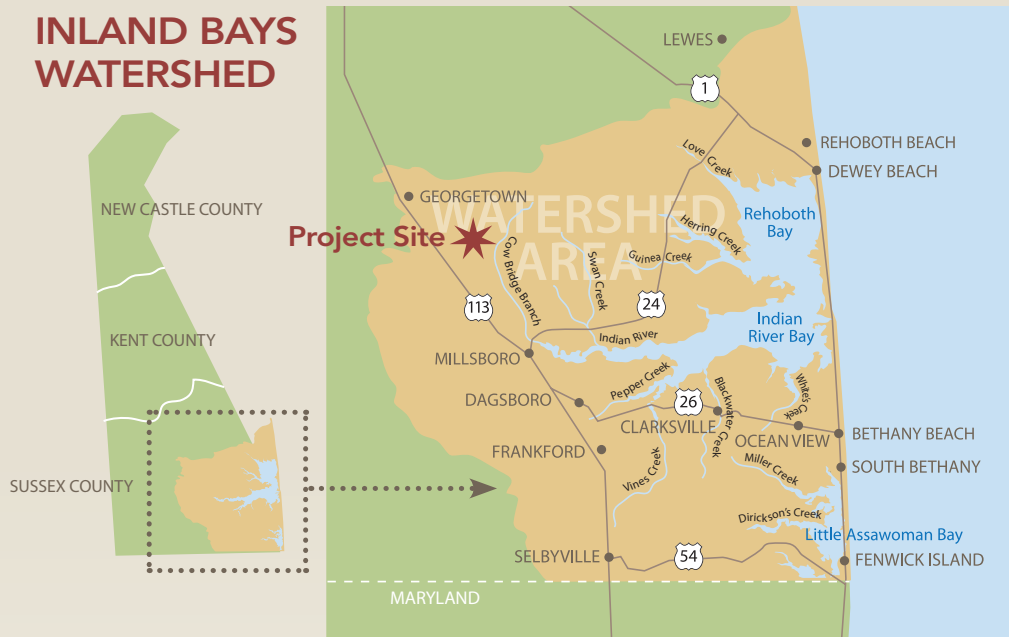 INLAND BAYS
WATERSHED
NEW CASTLE COUNTY
KENT COUNTY
SUSSEX COUNTY
LEWES
1
REHOBOTH BEACH
DEWEY BEACH
Love Creek
GEORGETOWN
WATERSHED
AREA
Rehoboth
Bay
Project Site
Herring Creek
Guinea Creek
Cow Bridge Branch
Swan Creek
24
113
Indian
River Bay
Indian River
MILLSBORO
Pepper Creek
DAGSBORO
26
Blackwater Creek
White's Creek
CLARKSVILLE
OCEAN VIEW
BETHANY BEACH
FRANKFORD
Miller Creek
SOUTH BETHANY
Vines Creek
Dirickson's Creek
Little Assawoman Bay
SELBYVILLE
54
FENWICK ISLAND
MARYLAND